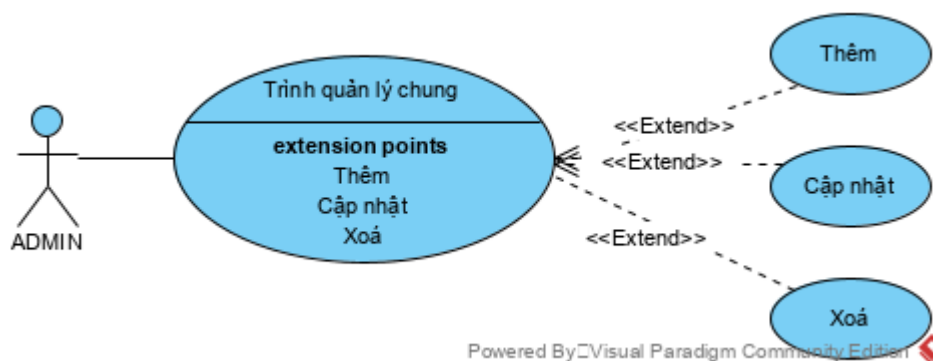 Thêm
Trình quản lý chung
<<Extend>>
extension points
<<Extend>>
Thêm
Cập nhật
Cập nhật
ADMIN
Xoá
<<Extend>>
Xoá
Powered By□Visual Paradigm Community Edition